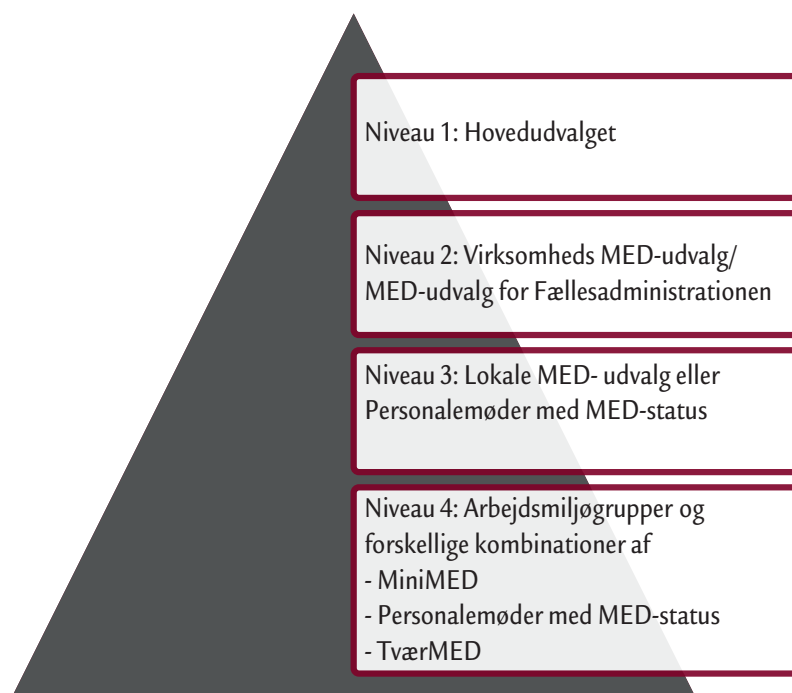 Niveau 1: Hovedudvalget
Niveau 2: Virksomheds MED-udvalg/
MED-udvalg for Fællesadministrationen
Niveau 3: Lokale MED- udvalg eller
Personalemøder med MED-status
Niveau 4: Arbejdsmiljøgrupper og
forskellige kombinationer af
- MiniMED
- Personalemøder med MED-status
- TværMED